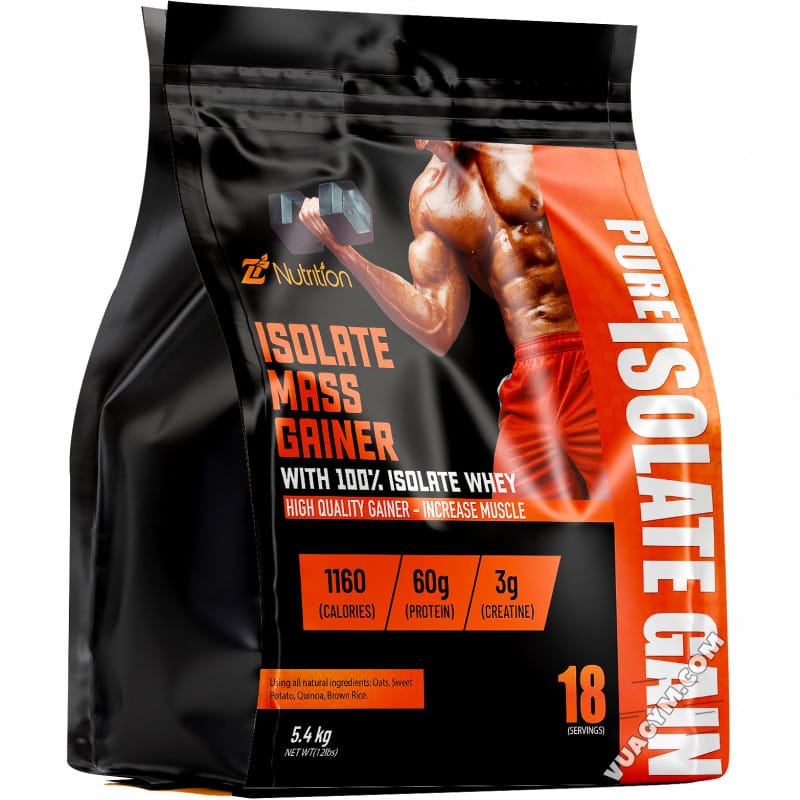 Nutrition
ISOLATE
MASS
GAINER
WITH 100% ISOLATE WHEY
HIGH QUALITY GAINER - INCREASE MUSCLE
1160
(CALORIES)
60g
(PROTEIN)
3g
(CREATINE)
Using all natural ingredients: Oats, Sweet
Potato, Quinoa, Brown Rice.
5.4 kg
NET WT(12lbs)
18
(SERVINGS)
PURE ISOLATE GAIN
VUAGYM.COM